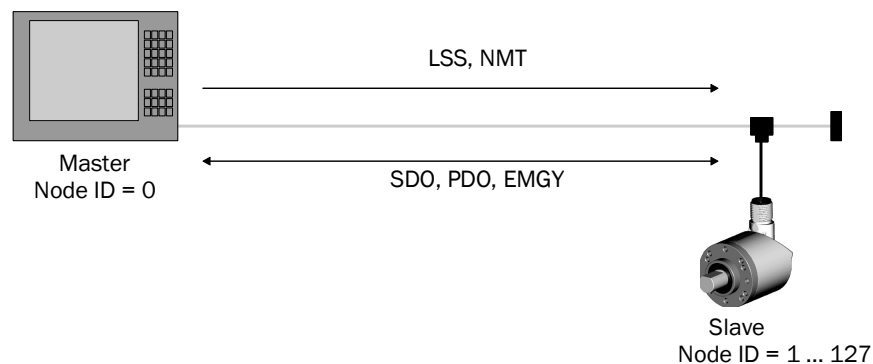 LSS, NMT
Master
Node ID = 0
SDO, PDO, EMGY
Slave
Node ID = 1 ... 127